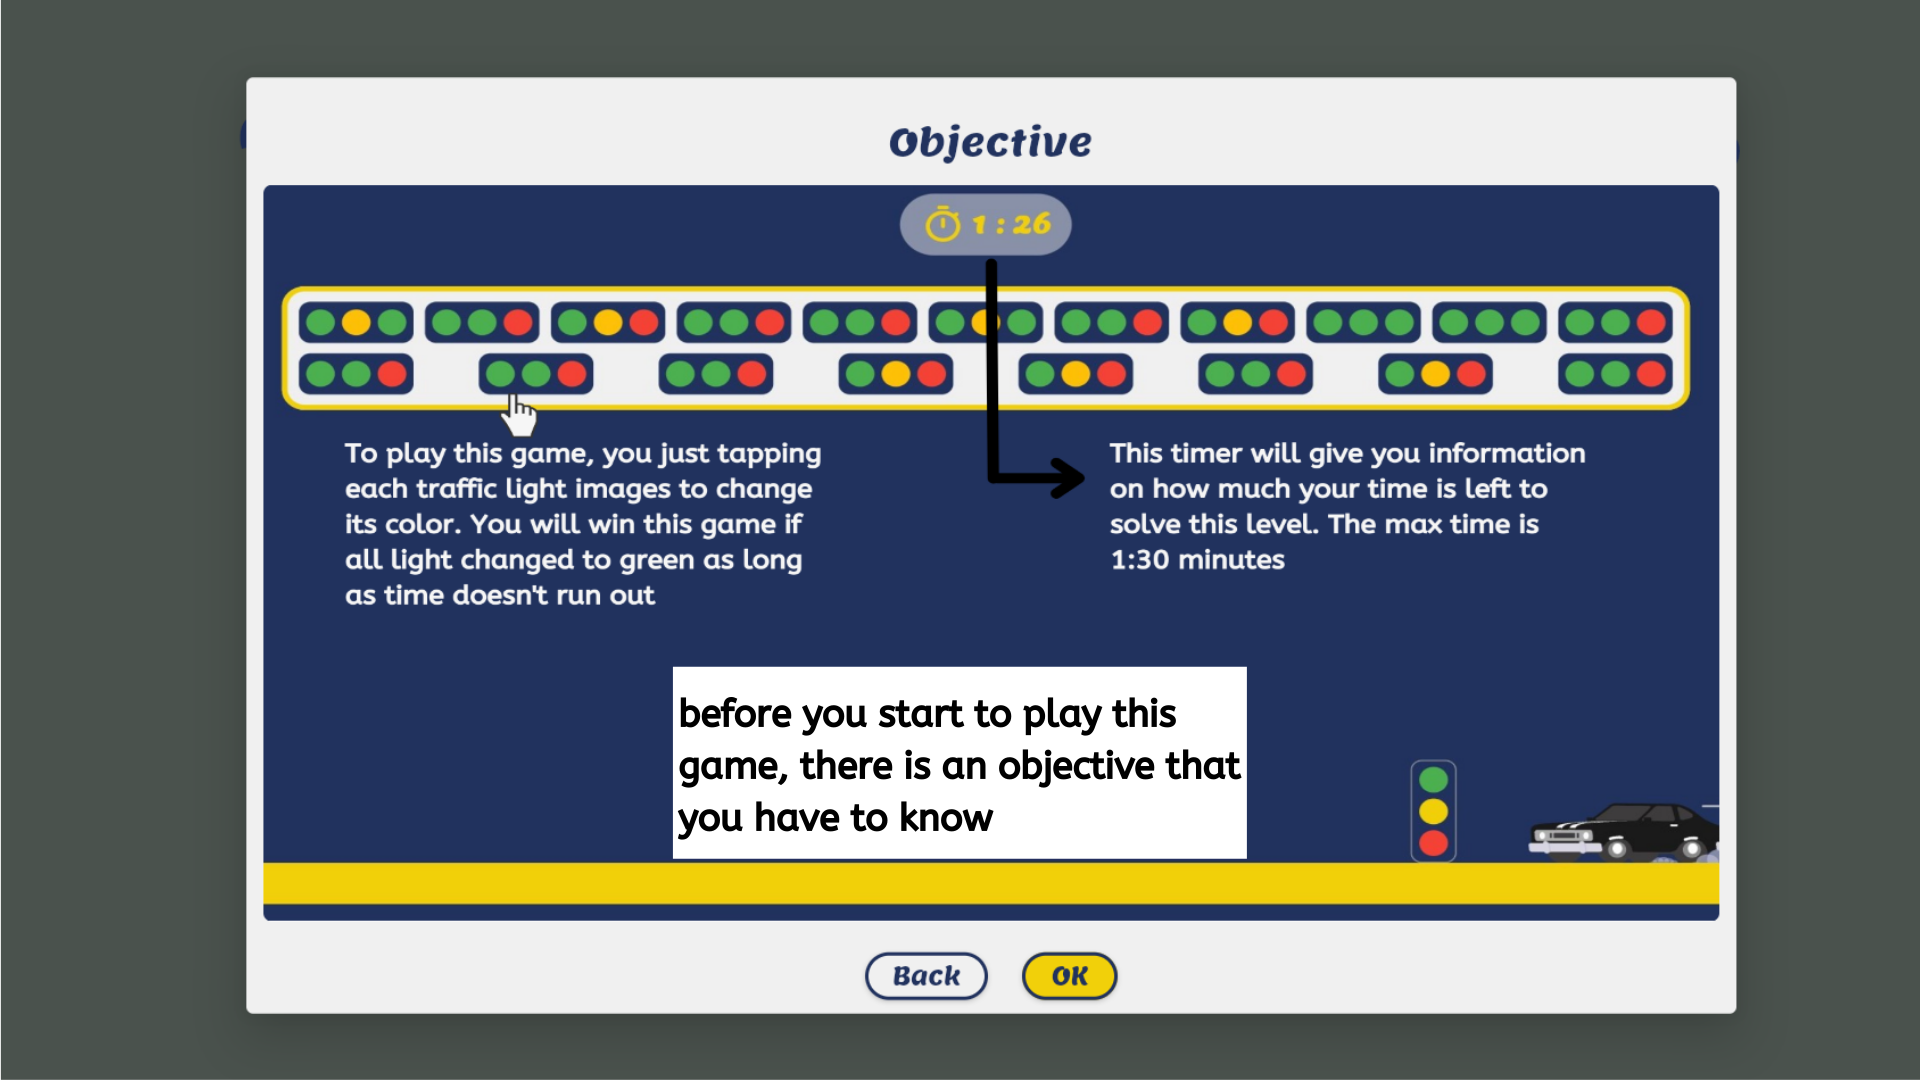 Objective
1 : 26
To play this game, you just tapping
each traffic light images to change
its color. You will win this game if
all light changed to green as long
as time doesn't run out
This timer will give you information
on how much your time is left to
solve this level. The max time is
1:30 minutes
before you start to play this
game, there is an objective that
you have to know
Back
OK